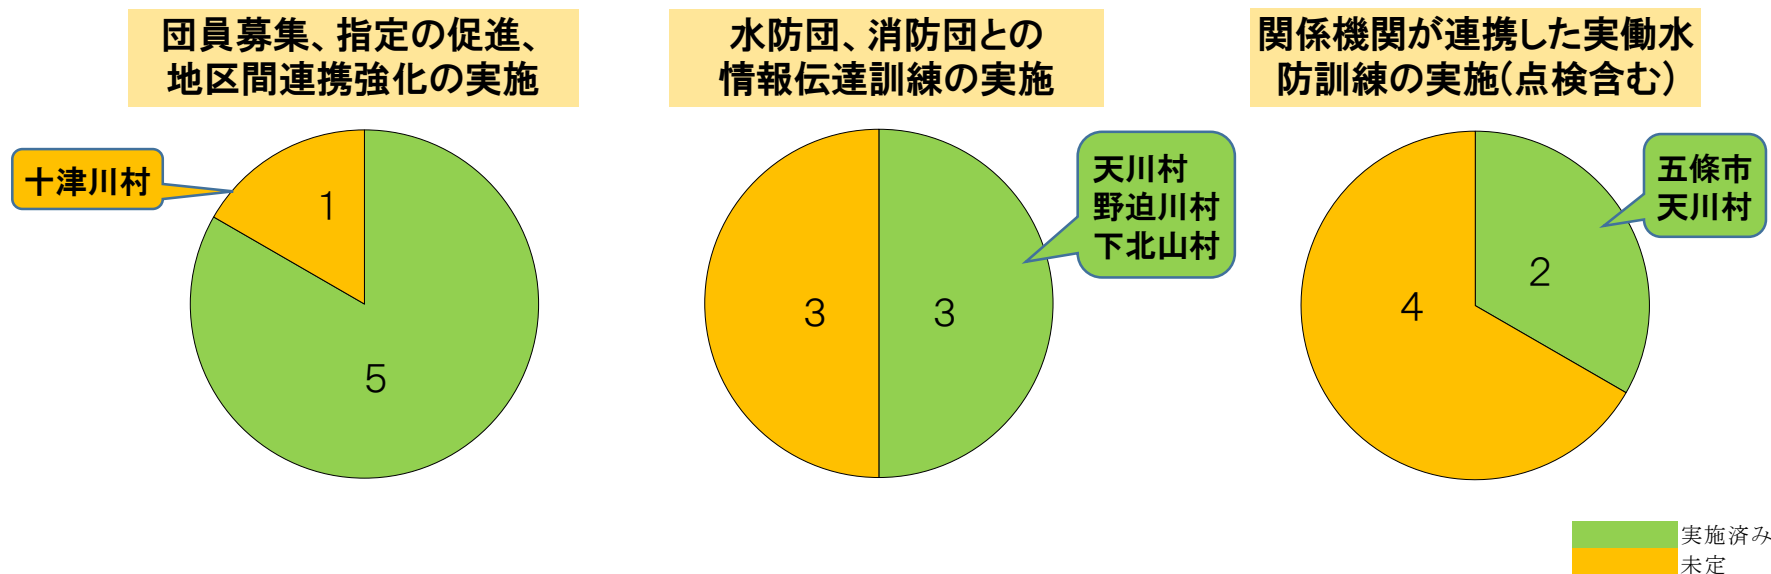 団員募集、指定の促進、
地区間連携強化の実施
十津川村
1
5
水防団、消防団との
情報伝達訓練の実施
天川村
野迫川村
下北山村
3
3
関係機関が連携した実働水
防訓練の実施(点検含む)
五條市
天川村
2
4
実施済み
未定